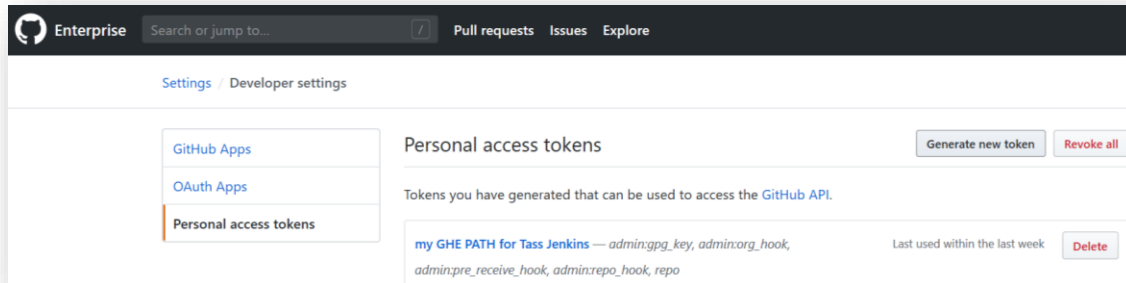 Enterprise Search or jump to... / Pull requests Issues Explore
Settings / Developer settings
GitHub Apps
OAuth Apps
Personal access tokens
Personal access tokens
Generate new token
Revoke all
Tokens you have generated that can be used to access the GitHub API.
my GHE PATH for Tass Jenkins — admin:gpg_key, admin:org_hook,
admin:pre_receive_hook, admin:repo_hook, repo
Last used within the last week
Delete